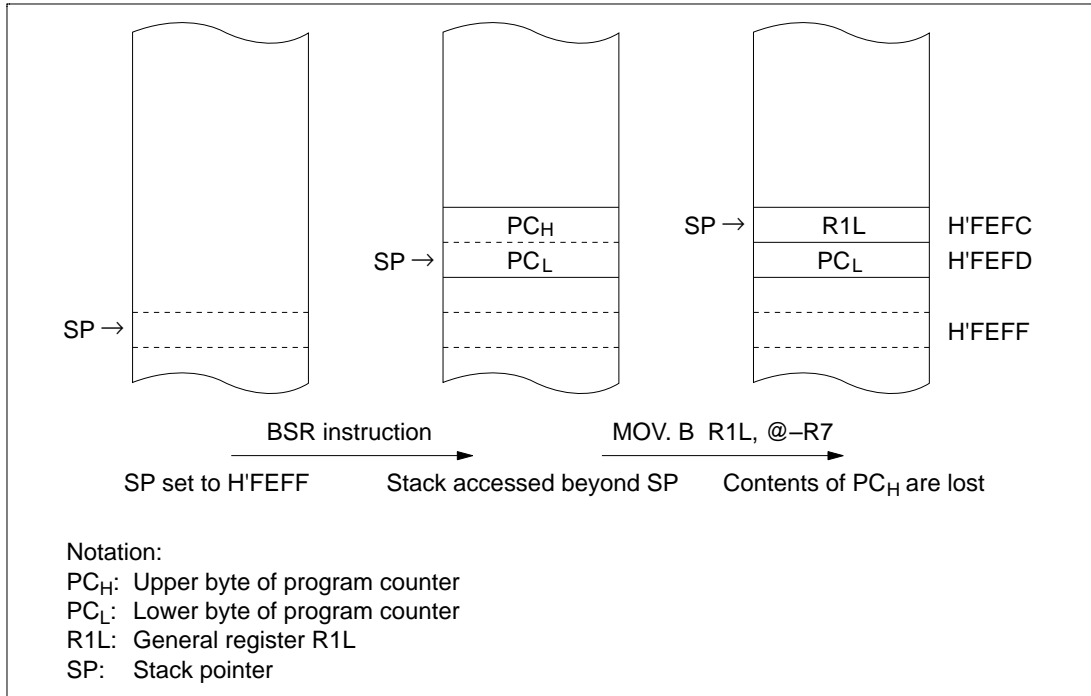 PCH
SP → R1L H'FEFC
SP → PCL PCL H'FEFD
SP → H'FEFF
BSR instruction MOV. B R1L, @–R7
SP set to H'FEFF Stack accessed beyond SP Contents of PCH are lost
Notation:
PCH: Upper byte of program counter
PCL: Lower byte of program counter
R1L: General register R1L
SP: Stack pointer